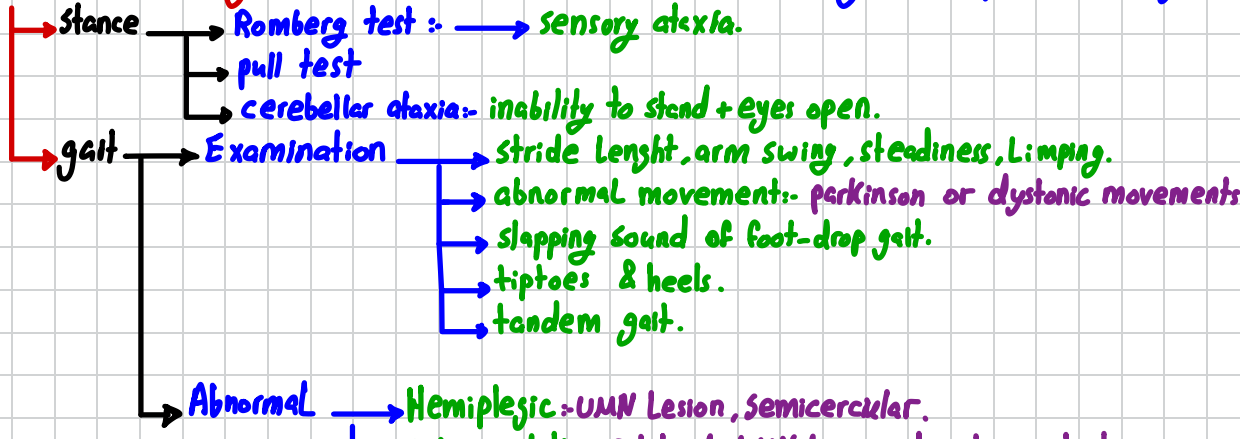 stance → Romberg test :- → sensory ataxia.
pull test
cerebellar ataxia:- inability to stand + eyes open.
gait → Examination → stride Lenght, arm swing, steadiness, Limping.
abnormal movement:- parkinson or dystonic movements
slapping sound of foot-drop gait.
tiptoes & heels.
tandem gait.
Abnormal → Hemiplegic:- UMN Lesion, semicercular.